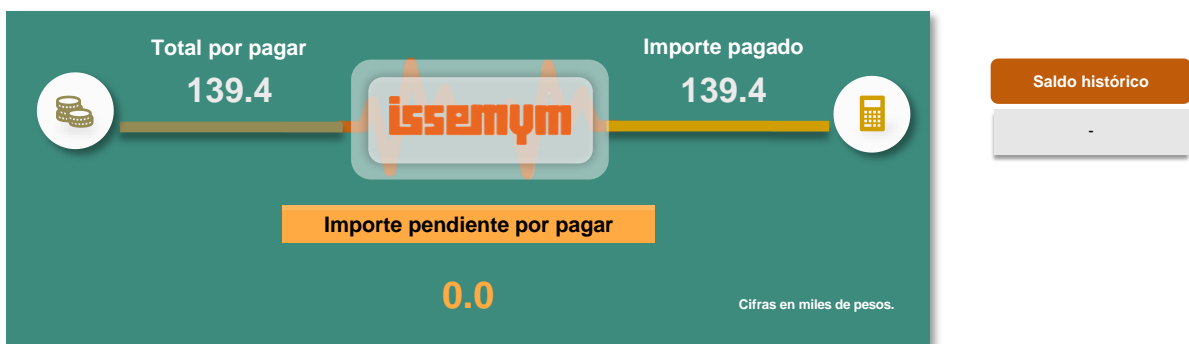 Total por pagar
139.4
issemym
Importe pagado
139.4
Importe pendiente por pagar
0.0
Cifras en miles de pesos.
Saldo histórico
-